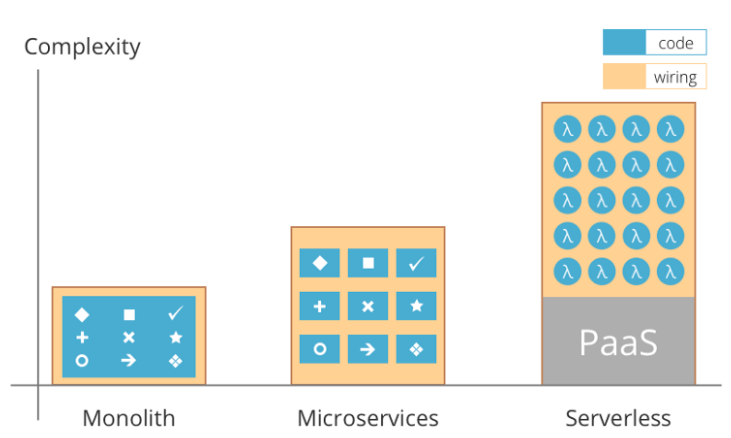 Complexity
code
wiring
λ λ λ λ
λ λ λ λ
λ λ λ λ
λ λ λ λ
λ λ λ λ
PaaS
Monolith
Microservices
Serverless